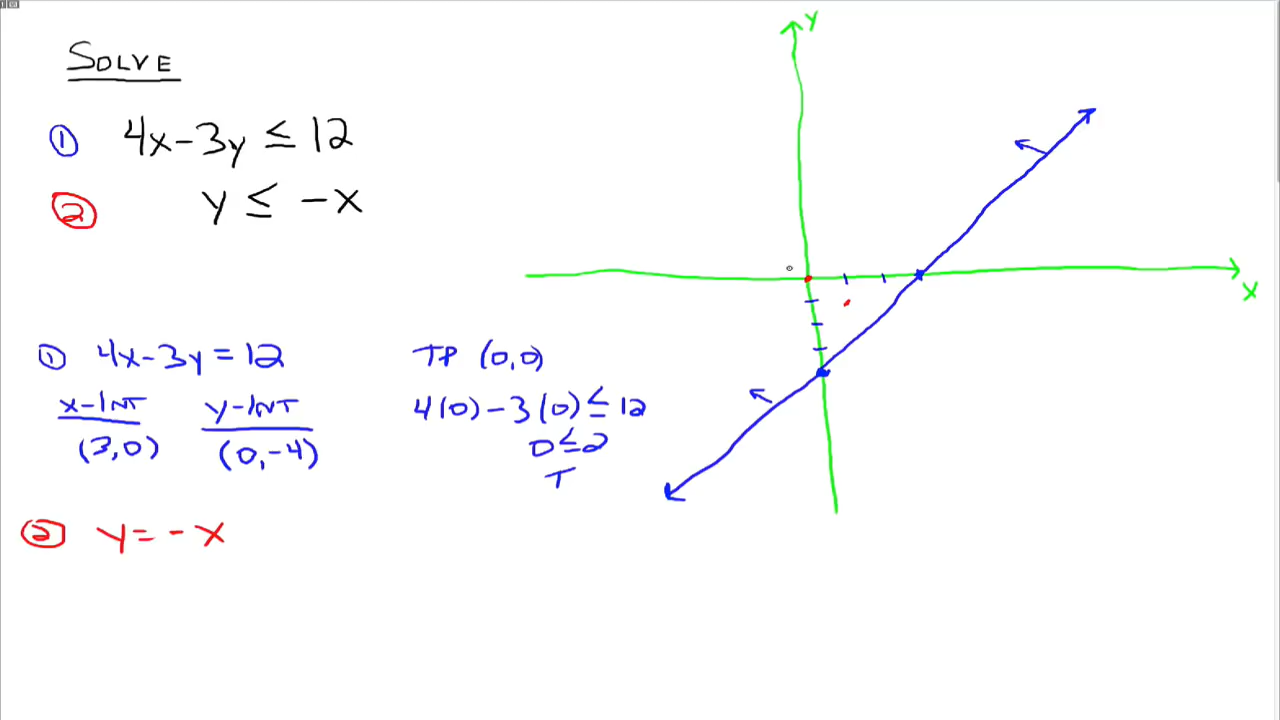 SOLVE
① 4x-3y ≤ 12
② y ≤ -x
① 4x-3y = 12
x-INT y-INT
(3,0) (0,-4)
TP (0,0)
4(0) - 3(0) ≤ 12
0 ≤ 2
T
② y = -x
y
x